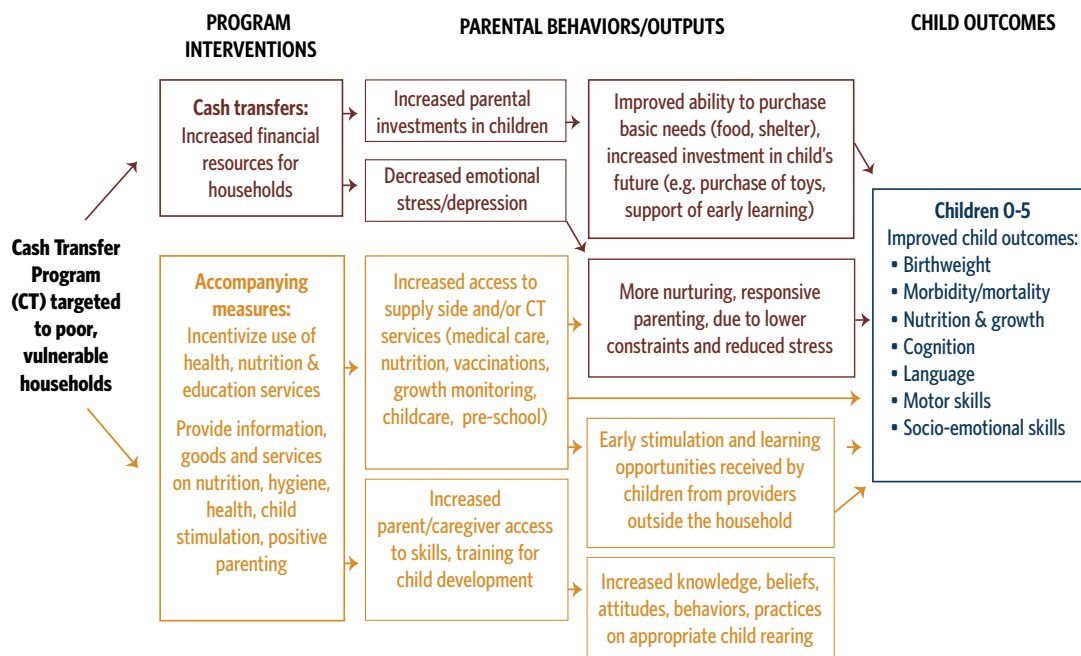 PROGRAM
INTERVENTIONS
PARENTAL BEHAVIORS/OUTPUTS
CHILD OUTCOMES
Cash Transfer
Program
(CT) targeted
to poor,
vulnerable
households
Cash transfers:
Increased financial
resources for
households
Accompanying
measures:
Incentivize use of
health, nutrition &
education services
Provide information,
goods and services
on nutrition, hygiene,
health, child
stimulation, positive
parenting
Increased parental
investments in children
Decreased emotional
stress/depression
Increased access to
supply side and/or CT
services (medical care,
nutrition, vaccinations,
growth monitoring,
childcare, pre-school)
Increased
parent/caregiver access
to skills, training for
child development
Improved ability to purchase
basic needs (food, shelter),
increased investment in child's
future (e.g. purchase of toys,
support of early learning)
More nurturing, responsive
parenting, due to lower
constraints and reduced stress
Early stimulation and learning
opportunities received by
children from providers
outside the household
Increased knowledge, beliefs,
attitudes, behaviors, practices
on appropriate child rearing
Children 0-5
Improved child outcomes:
• Birthweight
• Morbidity/mortality
• Nutrition & growth
• Cognition
• Language
• Motor skills
• Socio-emotional skills